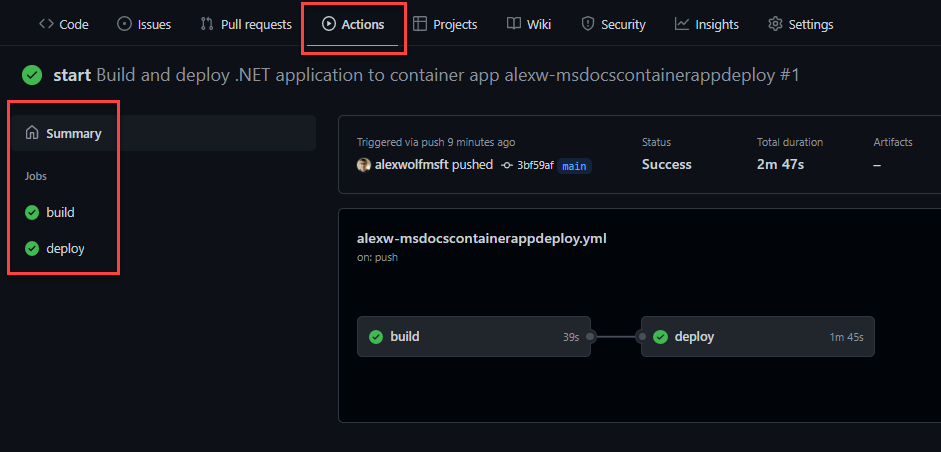 Code Issues Pull requests Actions Projects Wiki Security Insights Settings
start Build and deploy .NET application to container app alexw-msdocscontainerappdeploy #1
Summary
Jobs
build
deploy
Triggered via push 9 minutes ago
alexwolfmsft pushed 3bf59af main
Status
Success
Total duration
2m 47s
Artifacts
–
alexw-msdocscontainerappdeploy.yml
on: push
build 39s
deploy 1m 45s